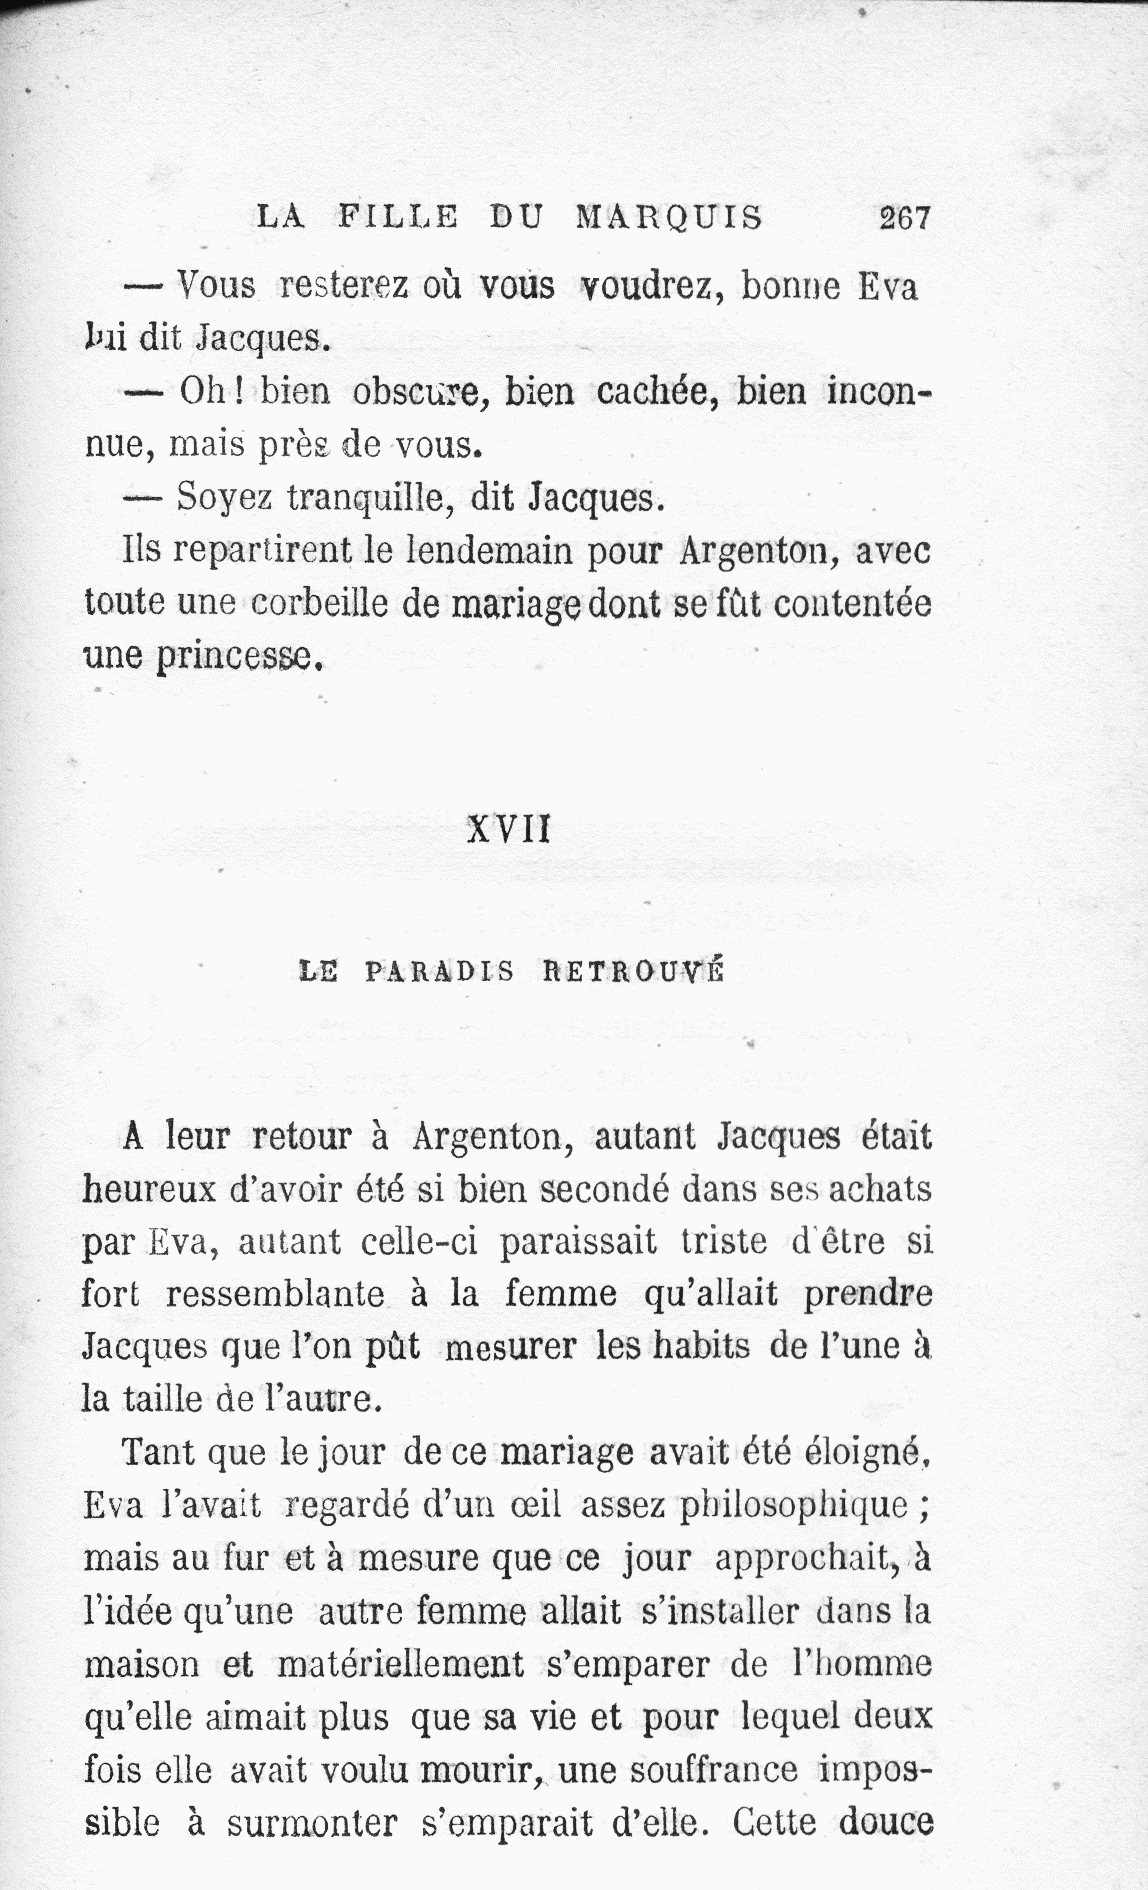 LA FILLE DU MARQUIS 267
— Vous resterez où vous voudrez, bonne Eva
lui dit Jacques.
— Oh ! bien obscure, bien cachée, bien incon-
nue, mais près de vous.
— Soyez tranquille, dit Jacques.
Ils repartirent le lendemain pour Argenton, avec
toute une corbeille de mariage dont se fût contentée
une princesse.
XVII
LE PARADIS RETROUVÉ
A leur retour à Argenton, autant Jacques était
heureux d'avoir été si bien secondé dans ses achats
par Eva, autant celle-ci paraissait triste d'être si
fort ressemblante à la femme qu'allait prendre
Jacques que l'on pût mesurer les habits de l'une à
la taille de l'autre.
Tant que le jour de ce mariage avait été éloigné,
Eva l'avait regardé d'un œil assez philosophique ;
mais au fur et à mesure que ce jour approchait, à
l'idée qu'une autre femme allait s'installer dans la
maison et matériellement s'emparer de l'homme
qu'elle aimait plus que sa vie et pour lequel deux
fois elle avait voulu mourir, une souffrance impos-
sible à surmonter s'emparait d'elle. Cette douce